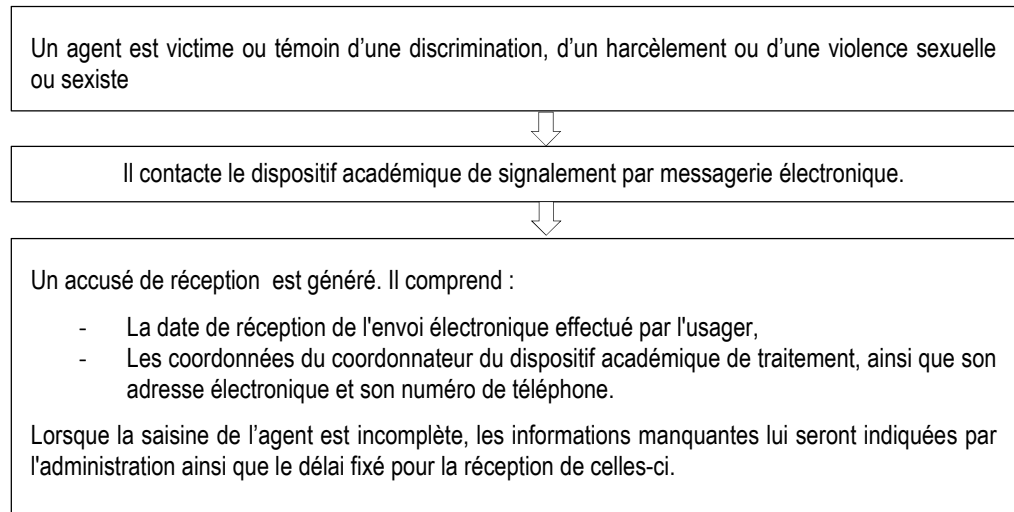 Un agent est victime ou témoin d’une discrimination, d’un harcèlement ou d’une violence sexuelle
ou sexiste
Il contacte le dispositif académique de signalement par messagerie électronique.
Un accusé de réception est généré. Il comprend :
- La date de réception de l'envoi électronique effectué par l'usager,
- Les coordonnées du coordonnateur du dispositif académique de traitement, ainsi que son
adresse électronique et son numéro de téléphone.
Lorsque la saisine de l’agent est incomplète, les informations manquantes lui seront indiquées par
l'administration ainsi que le délai fixé pour la réception de celles-ci.